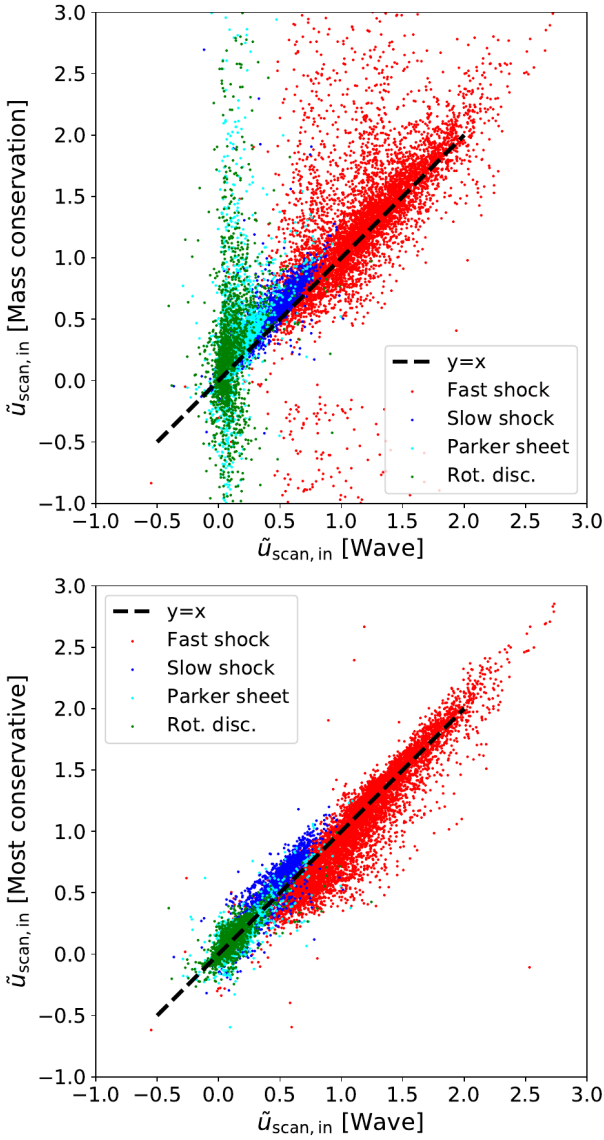 3.0
2.5
2.0
1.5
1.0
0.5
0.0
−0.5
−1.0
ũscan, in [Mass conservation]
y=x
Fast shock
Slow shock
Parker sheet
Rot. disc.
−1.0 −0.5 0.0 0.5 1.0 1.5 2.0 2.5 3.0
ũscan, in [Wave]
3.0
2.5
2.0
1.5
1.0
0.5
0.0
−0.5
−1.0
ũscan, in [Most conservative]
y=x
Fast shock
Slow shock
Parker sheet
Rot. disc.
−1.0 −0.5 0.0 0.5 1.0 1.5 2.0 2.5 3.0
ũscan, in [Wave]